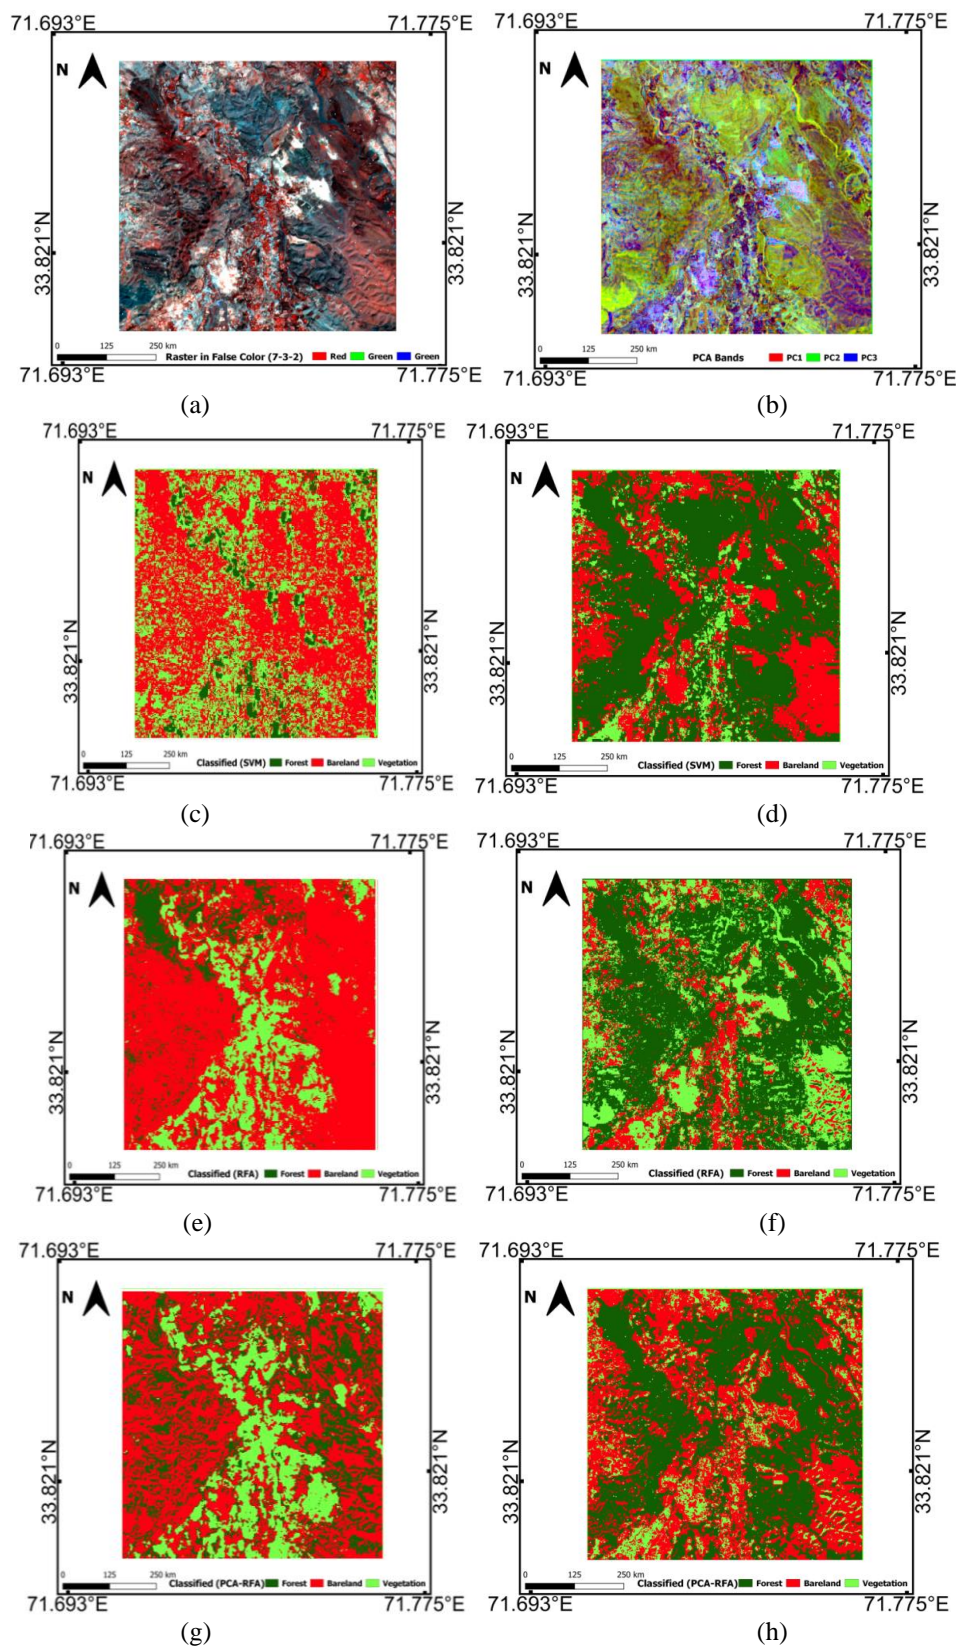 71.693°E 71.775°E
N
33.821°N 33.821°N
0 125 250 km
Raster in False Color (7-3-2) Red Green Green
71.693°E 71.775°E
(a)
71.693°E 71.775°E
N
33.821°N 33.821°N
0 125 250 km
PCA Bands PC1 PC2 PC3
71.693°E 71.775°E
(b)
71.693°E 71.775°E
N
33.821°N 33.821°N
0 125 250 km
Classified (SVM) Forest Bareland Vegetation
71.693°E 71.775°E
(c)
71.693°E 71.775°E
N
33.821°N 33.821°N
0 125 250 km
Classified (SVM) Forest Bareland Vegetation
71.693°E 71.775°E
(d)
71.693°E 71.775°E
N
33.821°N 33.821°N
0 125 250 km
Classified (RFA) Forest Bareland Vegetation
71.693°E 71.775°E
(e)
71.693°E 71.775°E
N
33.821°N 33.821°N
0 125 250 km
Classified (RFA) Forest Bareland Vegetation
71.693°E 71.775°E
(f)
71.693°E 71.775°E
N
33.821°N 33.821°N
0 125 250 km
Classified (PCA-RFA) Forest Bareland Vegetation
71.693°E 71.775°E
(g)
71.693°E 71.775°E
N
33.821°N 33.821°N
0 125 250 km
Classified (PCA-RFA) Forest Bareland Vegetation
71.693°E 71.775°E
(h)